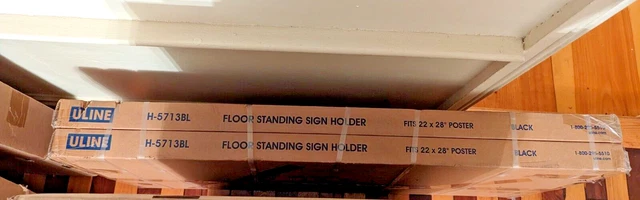 ULINE H-5713BL FLOOR STANDING SIGN HOLDER FITS 22 x 28" POSTER BLACK
ULINE H-5713BL FLOOR STANDING SIGN HOLDER FITS 22 x 28" POSTER BLACK